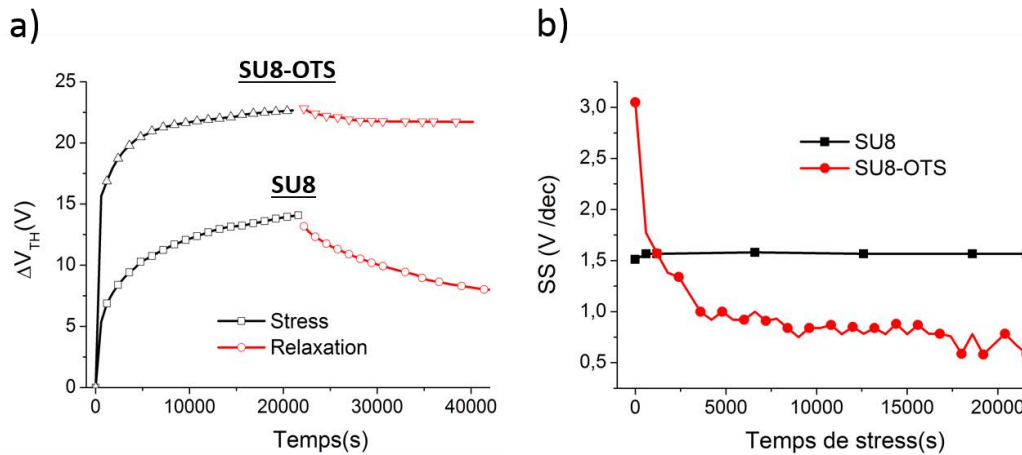 a)
SU8-OTS
SU8
ΔV_TH(V)
25
20
15
10
5
0
Stress
Relaxation
0 10000 20000 30000 40000
Temps(s)
b)
SS (V /dec)
3,0
2,5
2,0
1,5
1,0
0,5
SU8
SU8-OTS
0 5000 10000 15000 20000
Temps de stress(s)